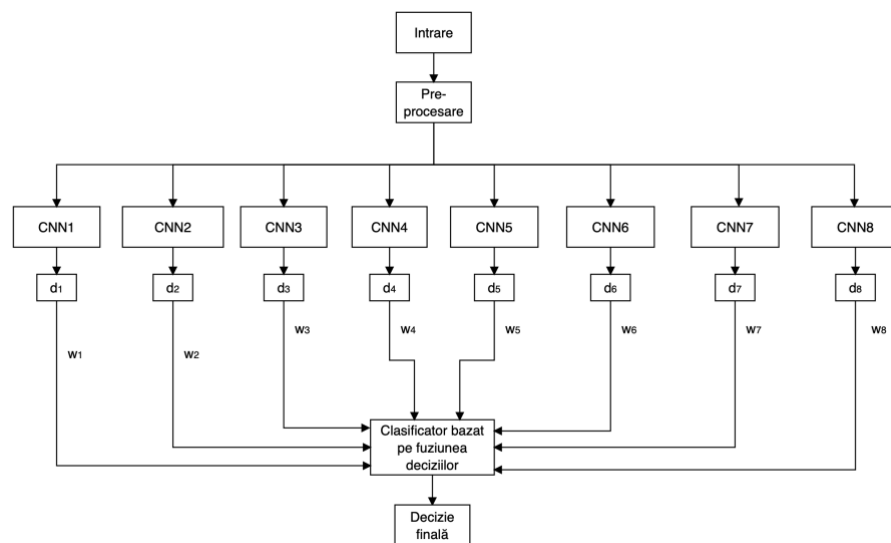 Intrare
Pre-
procesare
CNN1 CNN2 CNN3 CNN4 CNN5 CNN6 CNN7 CNN8
d1 d2 d3 d4 d5 d6 d7 d8
w1 w2 w3 w4 w5 w6 w7 w8
Clasificator bazat
pe fuziunea
deciziilor
Decizie
finală